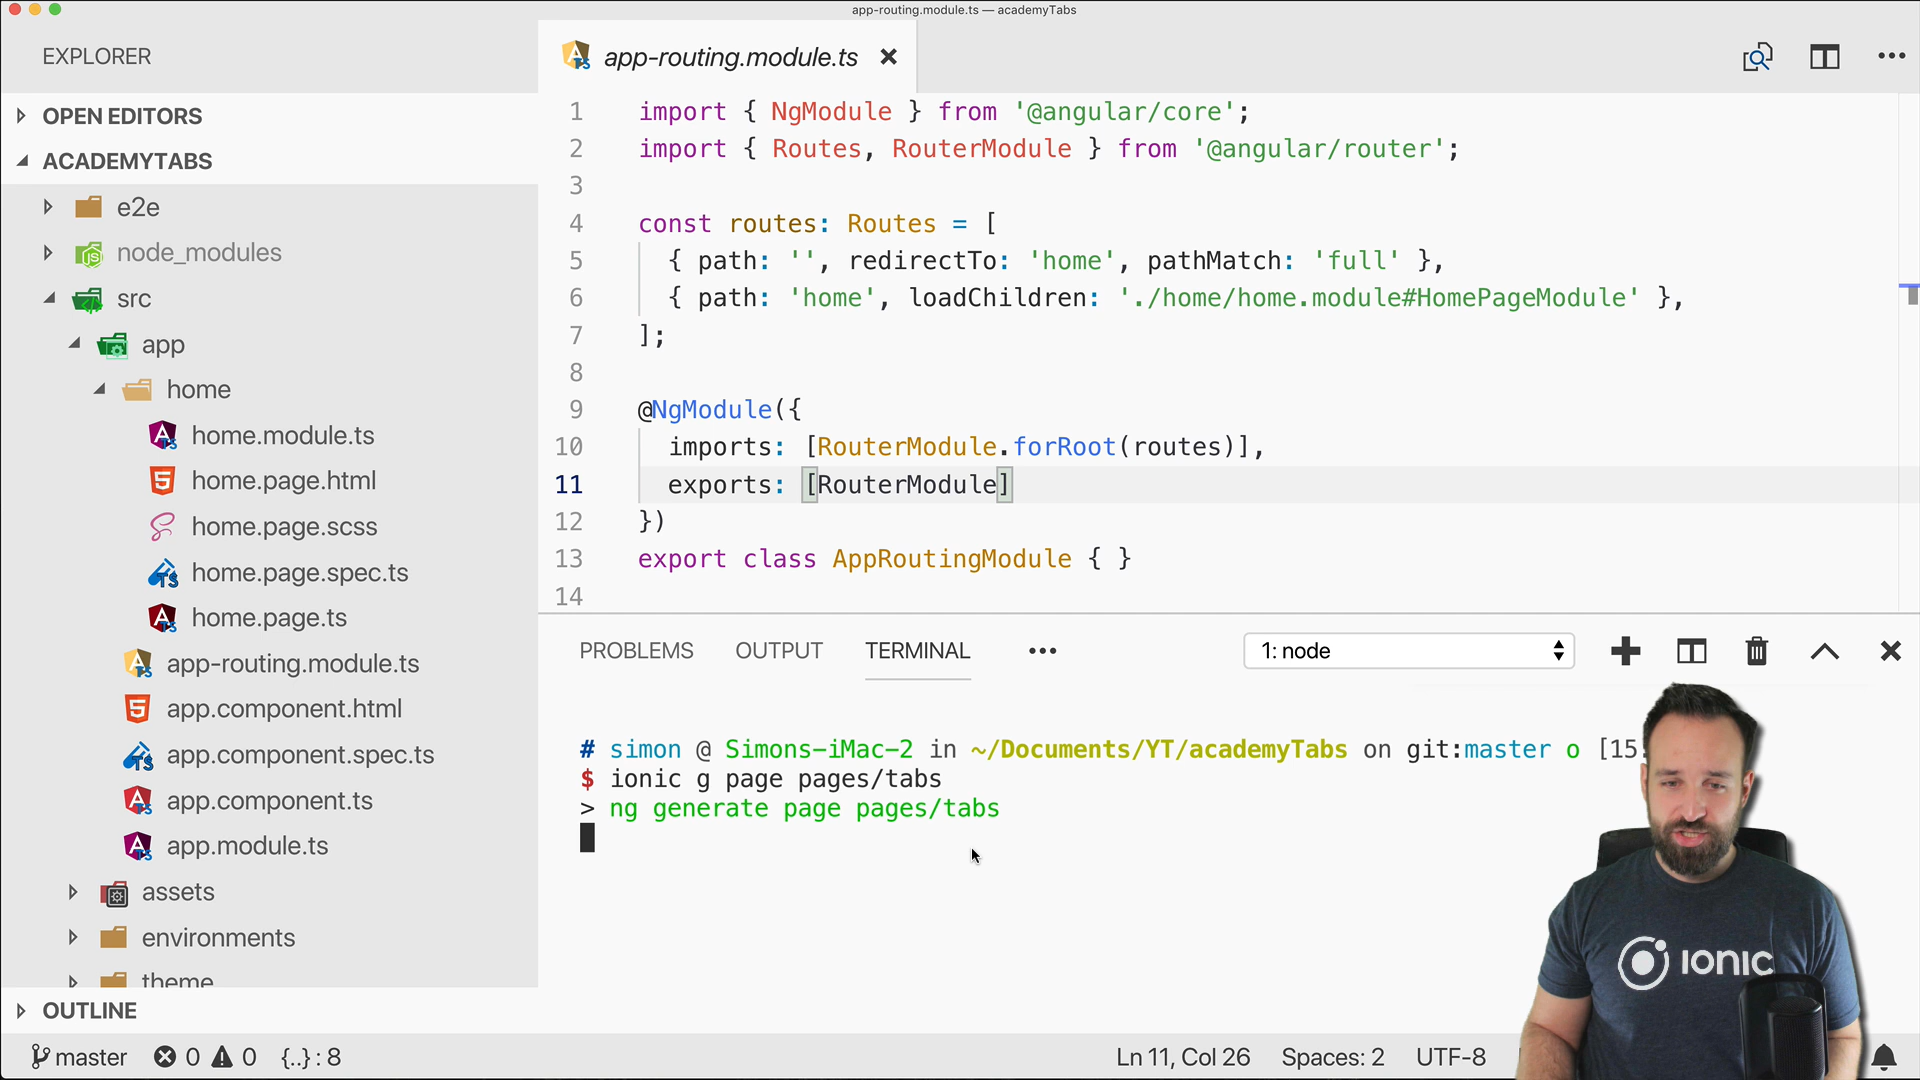 app-routing.module.ts — academyTabs
EXPLORER
OPEN EDITORS
ACADEMYTABS
e2e
node_modules
src
app
home
home.module.ts
home.page.html
home.page.scss
home.page.spec.ts
home.page.ts
app-routing.module.ts
app.component.html
app.component.spec.ts
app.component.ts
app.module.ts
assets
environments
theme
OUTLINE
app-routing.module.ts
1 import { NgModule } from '@angular/core';
2 import { Routes, RouterModule } from '@angular/router';
3
4 const routes: Routes = [
5 { path: '', redirectTo: 'home', pathMatch: 'full' },
6 { path: 'home', loadChildren: './home/home.module#HomePageModule' },
7 ];
8
9 @NgModule({
10 imports: [RouterModule.forRoot(routes)],
11 exports: [RouterModule]
12 })
13 export class AppRoutingModule { }
14
PROBLEMS OUTPUT TERMINAL ••• 1: node
# simon @ Simons-iMac-2 in ~/Documents/YT/academyTabs on git:master o [15
$ ionic g page pages/tabs
> ng generate page pages/tabs
ionic
master 0 0 {..} : 8 Ln 11, Col 26 Spaces: 2 UTF-8